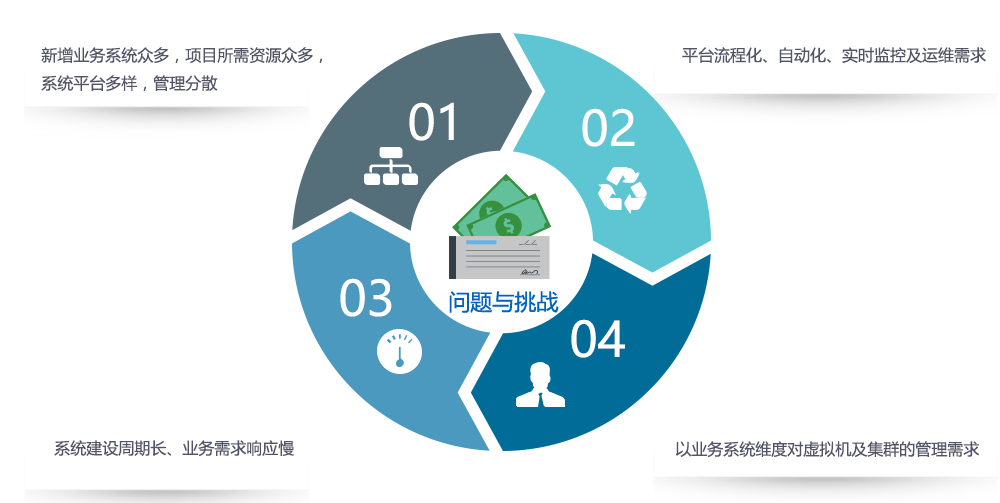 新增业务系统众多，项目所需资源众多，
系统平台多样，管理分散
平台流程化、自动化、实时监控及运维需求
01
02
03
04
问题与挑战
系统建设周期长、业务需求响应慢
以业务系统维度对虚拟机及集群的管理需求